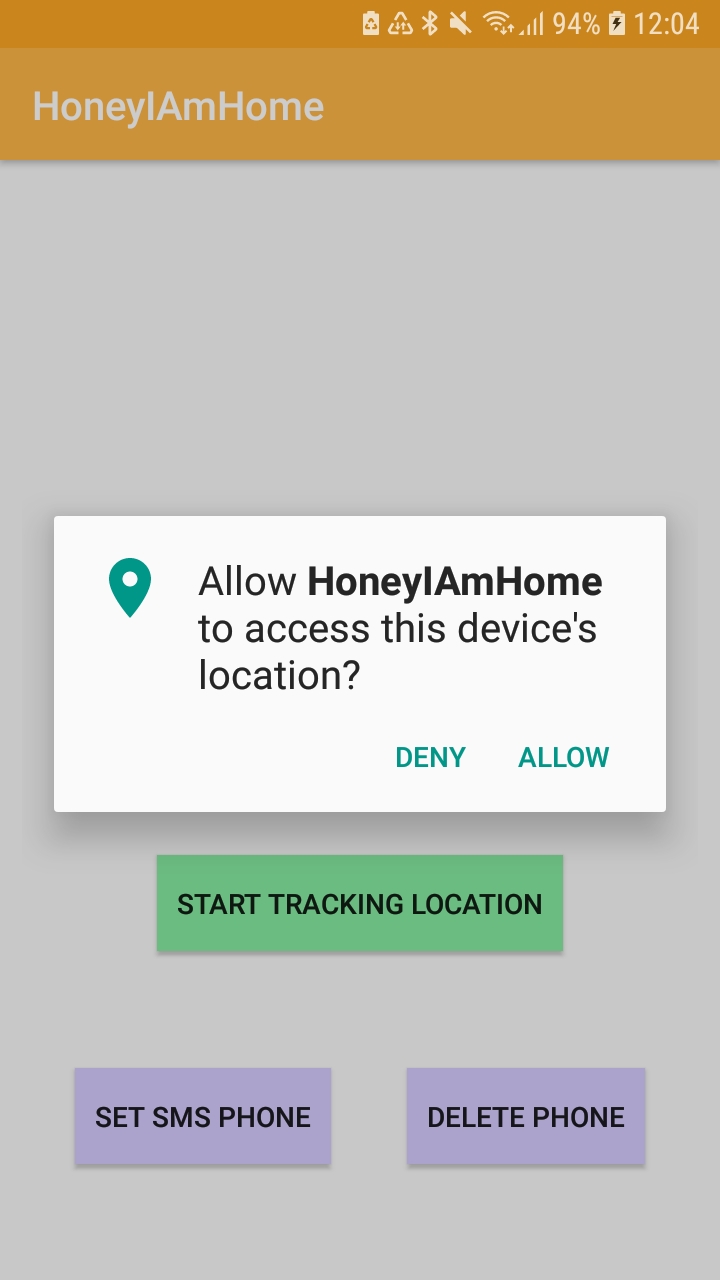 94% 12:04
HoneyIAmHome
Allow HoneyIAmHome
to access this device's
location?
DENY ALLOW
START TRACKING LOCATION
SET SMS PHONE DELETE PHONE